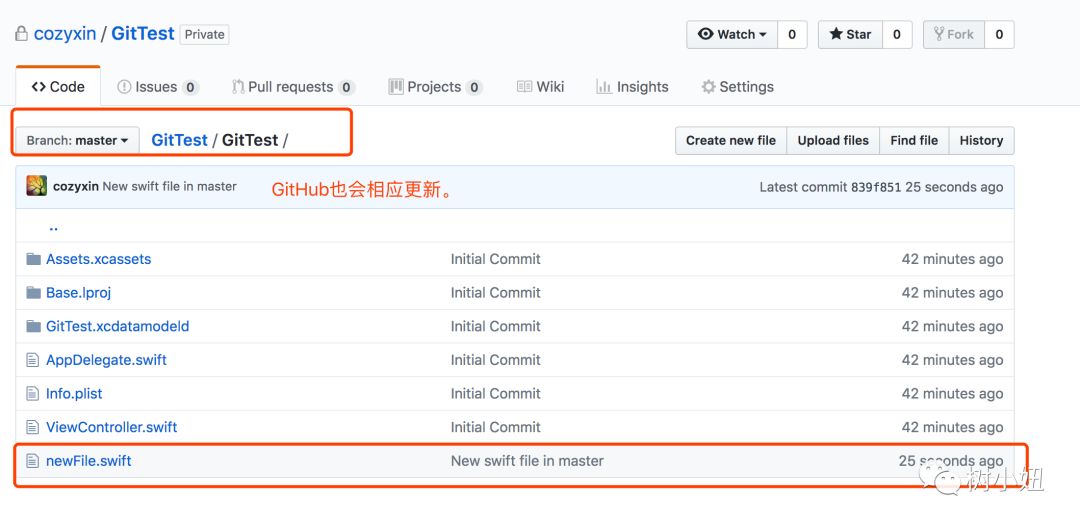 cozyxin / GitTest Private
Watch 0 Star 0 Fork 0
Code Issues 0 Pull requests 0 Projects 0 Wiki Insights Settings
Branch: master GitTest / GitTest /
Create new file Upload files Find file History
cozyxin New swift file in master GitHub也会相应更新。 Latest commit 839f851 25 seconds ago
..
Assets.xcassets Initial Commit 42 minutes ago
Base.lproj Initial Commit 42 minutes ago
GitTest.xcdatamodeld Initial Commit 42 minutes ago
AppDelegate.swift Initial Commit 42 minutes ago
Info.plist Initial Commit 42 minutes ago
ViewController.swift Initial Commit 42 minutes ago
newFile.swift New swift file in master 25 seconds ago
树小妞